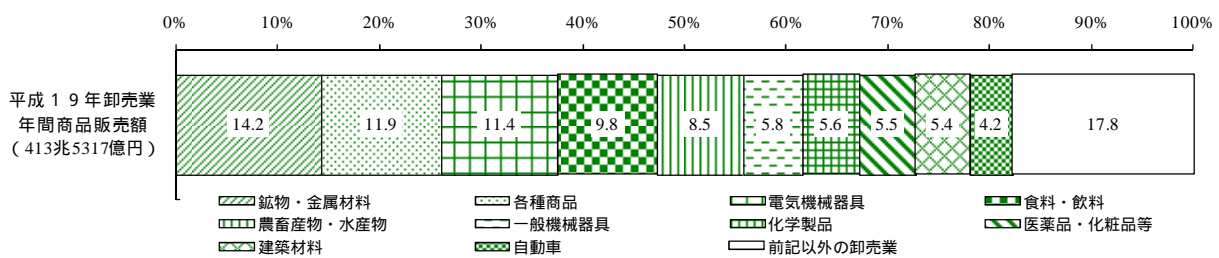 0% 10% 20% 30% 40% 50% 60% 70% 80% 90% 100%
平成１９年卸売業
年間商品販売額
（413兆5317億円）
14.2 11.9 11.4 9.8 8.5 5.8 5.6 5.5 5.4 4.2 17.8
鉱物・金属材料 各種商品 電気機械器具 食料・飲料
農畜産物・水産物 一般機械器具 化学製品 医薬品・化粧品等
建築材料 自動車 前記以外の卸売業